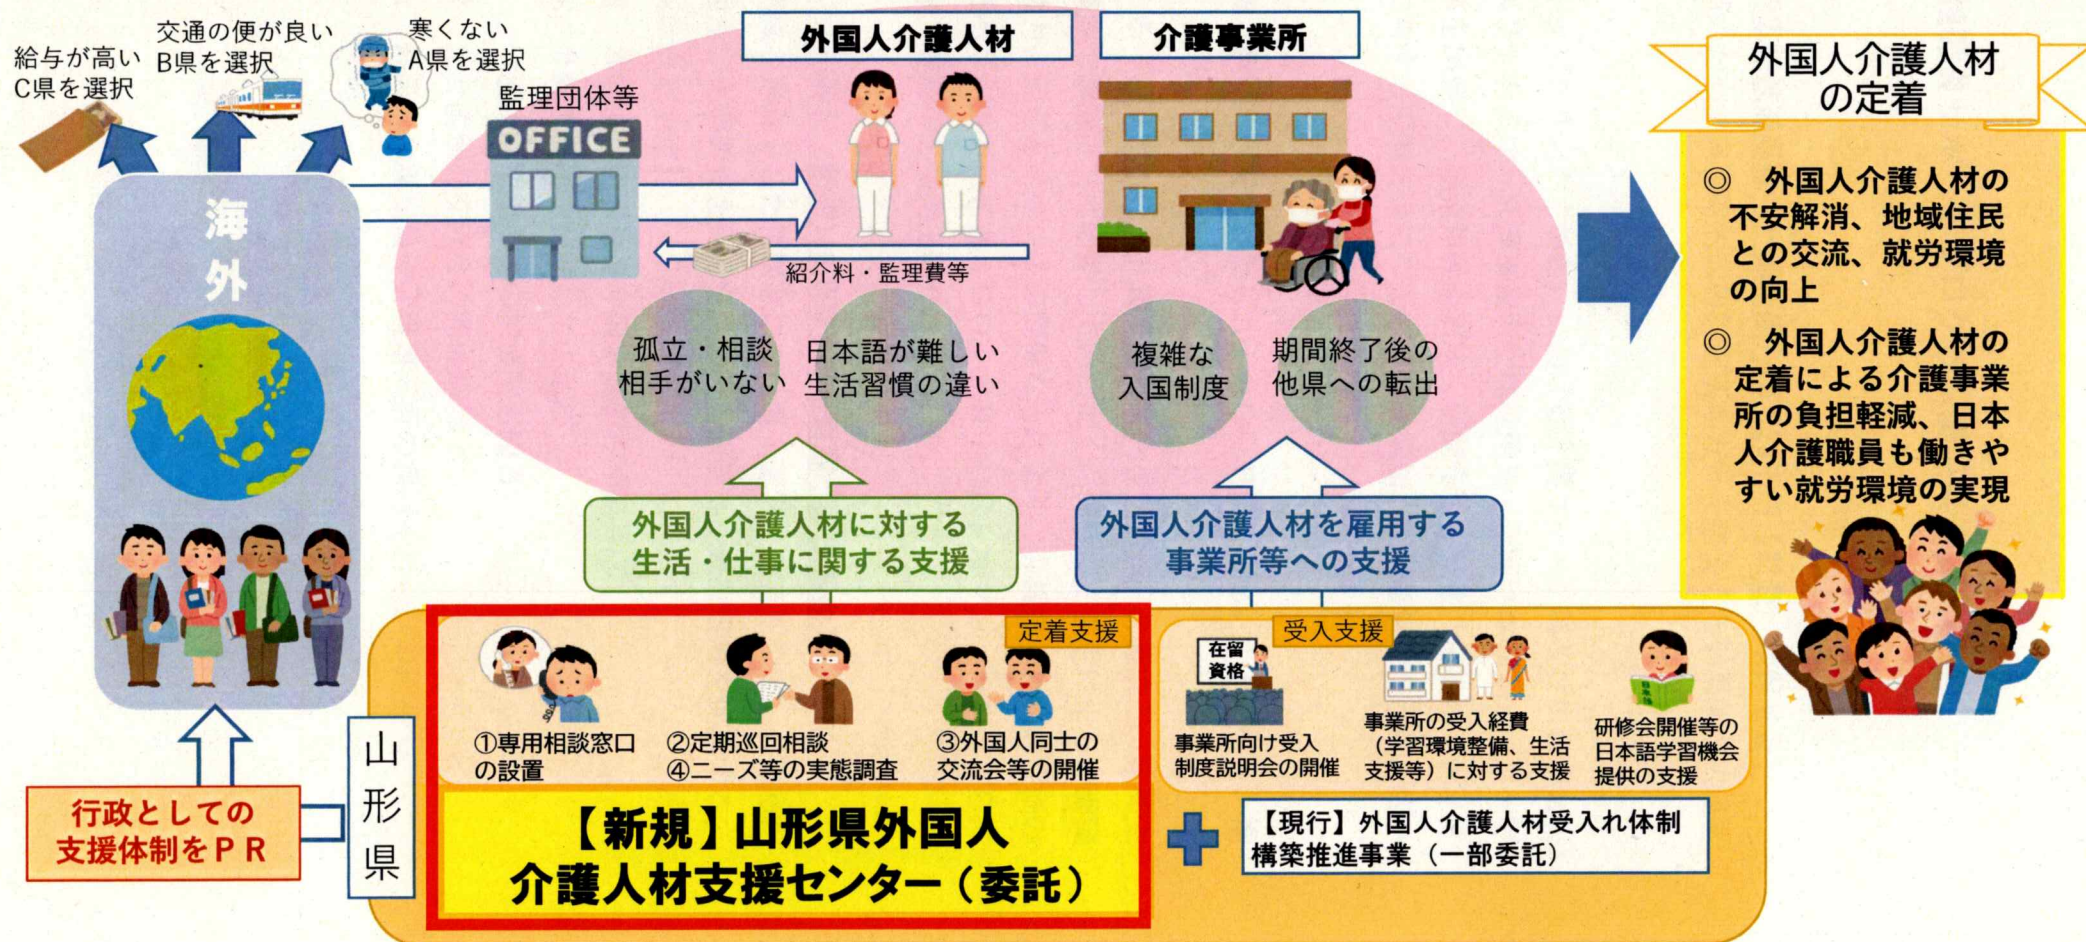 給与が高い
C県を選択
交通の便が良い
B県を選択
寒くない
A県を選択
外国人介護人材
介護事業所
監理団体等
OFFICE
海外
紹介料・監理費等
孤立・相談
相手がいない
日本語が難しい
生活習慣の違い
複雑な
入国制度
期間終了後の
他県への転出
外国人介護人材に対する
生活・仕事に関する支援
外国人介護人材を雇用する
事業所等への支援
外国人介護人材
の定着
◎ 外国人介護人材の
不安解消、地域住民
との交流、就労環境
の向上
◎ 外国人介護人材の
定着による介護事業
所の負担軽減、日本
人介護職員も働きや
すい就労環境の実現
行政としての
支援体制をPR
山形県
定着支援
①専用相談窓口
の設置
②定期巡回相談
④ニーズ等の実態調査
③外国人同士の
交流会等の開催
【新規】山形県外国人
介護人材支援センター（委託）
受入支援
在留
資格
事業所向け受入
制度説明会の開催
事業所の受入経費
（学習環境整備、生活
支援等）に対する支援
日本語
研修会開催等の
日本語学習機会
提供の支援
【現行】外国人介護人材受入れ体制
構築推進事業（一部委託）